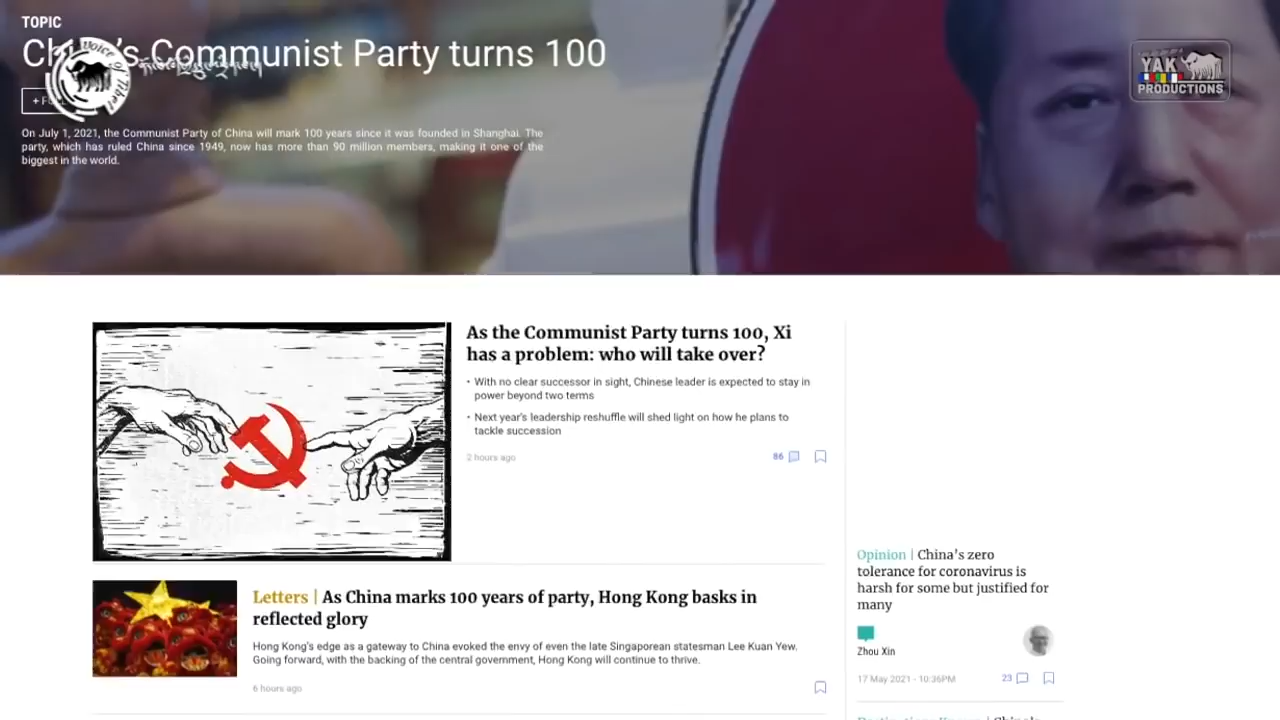 TOPIC
China's Communist Party turns 100
On July 1, 2021, the Communist Party of China will mark 100 years since it was founded in Shanghai. The
party, which has ruled China since 1949, now has more than 90 million members, making it one of the
biggest in the world.
Voice of Tibet
YAK
PRODUCTIONS
As the Communist Party turns 100, Xi
has a problem: who will take over?
• With no clear successor in sight, Chinese leader is expected to stay in
power beyond two terms
• Next year's leadership reshuffle will shed light on how he plans to
tackle succession
2 hours ago
86
Letters | As China marks 100 years of party, Hong Kong basks in
reflected glory
Hong Kong's edge as a gateway to China evoked the envy of even the late Singaporean statesman Lee Kuan Yew.
Going forward, with the backing of the central government, Hong Kong will continue to thrive.
6 hours ago
Opinion | China's zero
tolerance for coronavirus is
harsh for some but justified for
many
Zhou Xin
17 May 2021 - 10:36PM
23